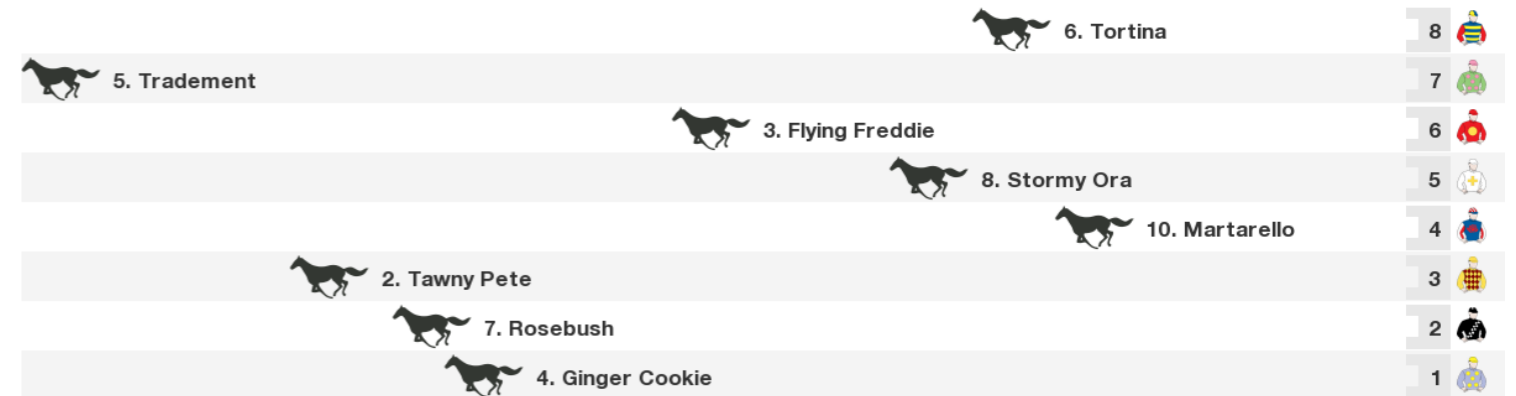 6. Tortina 8
5. Tradement 7
3. Flying Freddie 6
8. Stormy Ora 5
10. Martarello 4
2. Tawny Pete 3
7. Rosebush 2
4. Ginger Cookie 1